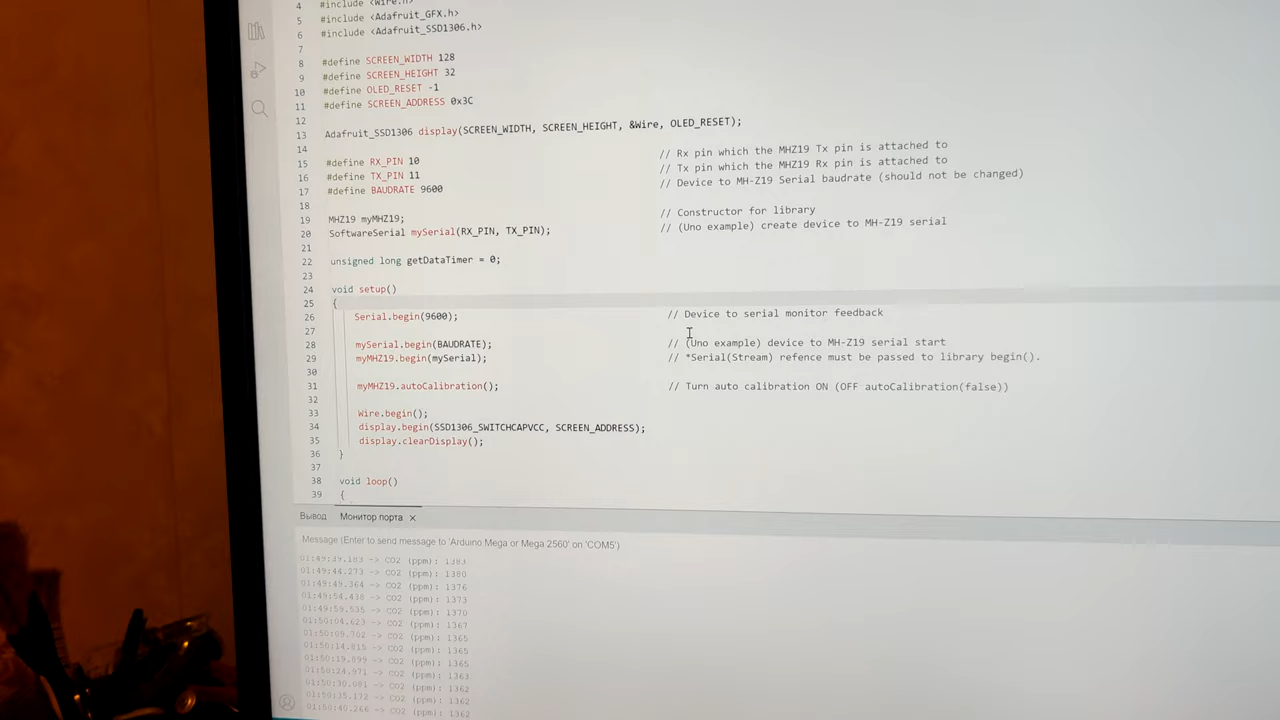 4 #include <Wire.h>
5 #include <Adafruit_GFX.h>
6 #include <Adafruit_SSD1306.h>
7
8 #define SCREEN_WIDTH 128
9 #define SCREEN_HEIGHT 32
10 #define OLED_RESET -1
11 #define SCREEN_ADDRESS 0x3C
12
13 Adafruit_SSD1306 display(SCREEN_WIDTH, SCREEN_HEIGHT, &Wire, OLED_RESET);
14
15 #define RX_PIN 10 // Rx pin which the MHZ19 Tx pin is attached to
16 #define TX_PIN 11 // Tx pin which the MHZ19 Rx pin is attached to
17 #define BAUDRATE 9600 // Device to MH-Z19 Serial baudrate (should not be changed)
18
19 MHZ19 myMHZ19; // Constructor for library
20 SoftwareSerial mySerial(RX_PIN, TX_PIN); // (Uno example) create device to MH-Z19 serial
21
22 unsigned long getDataTimer = 0;
23
24 void setup()
25 {
26 Serial.begin(9600); // Device to serial monitor feedback
27
28 mySerial.begin(BAUDRATE); // (Uno example) device to MH-Z19 serial start
29 myMHZ19.begin(mySerial); // *Serial(Stream) refence must be passed to library begin().
30
31 myMHZ19.autoCalibration(); // Turn auto calibration ON (OFF autoCalibration(false))
32
33 Wire.begin();
34 display.begin(SSD1306_SWITCHCAPVCC, SCREEN_ADDRESS);
35 display.clearDisplay();
36 }
37
38 void loop()
39 {
Вывод Монитор порта ×
Message (Enter to send message to 'Arduino Mega or Mega 2560' on 'COM5')
01:49:39.183 -> CO2 (ppm): 1383
01:49:44.273 -> CO2 (ppm): 1380
01:49:49.364 -> CO2 (ppm): 1376
01:49:54.438 -> CO2 (ppm): 1373
01:49:59.535 -> CO2 (ppm): 1370
01:50:04.623 -> CO2 (ppm): 1367
01:50:09.702 -> CO2 (ppm): 1365
01:50:14.815 -> CO2 (ppm): 1365
01:50:19.899 -> CO2 (ppm): 1365
01:50:24.971 -> CO2 (ppm): 1363
01:50:30.081 -> CO2 (ppm): 1362
01:50:35.172 -> CO2 (ppm): 1362
01:50:40.266 -> CO2 (ppm): 1362